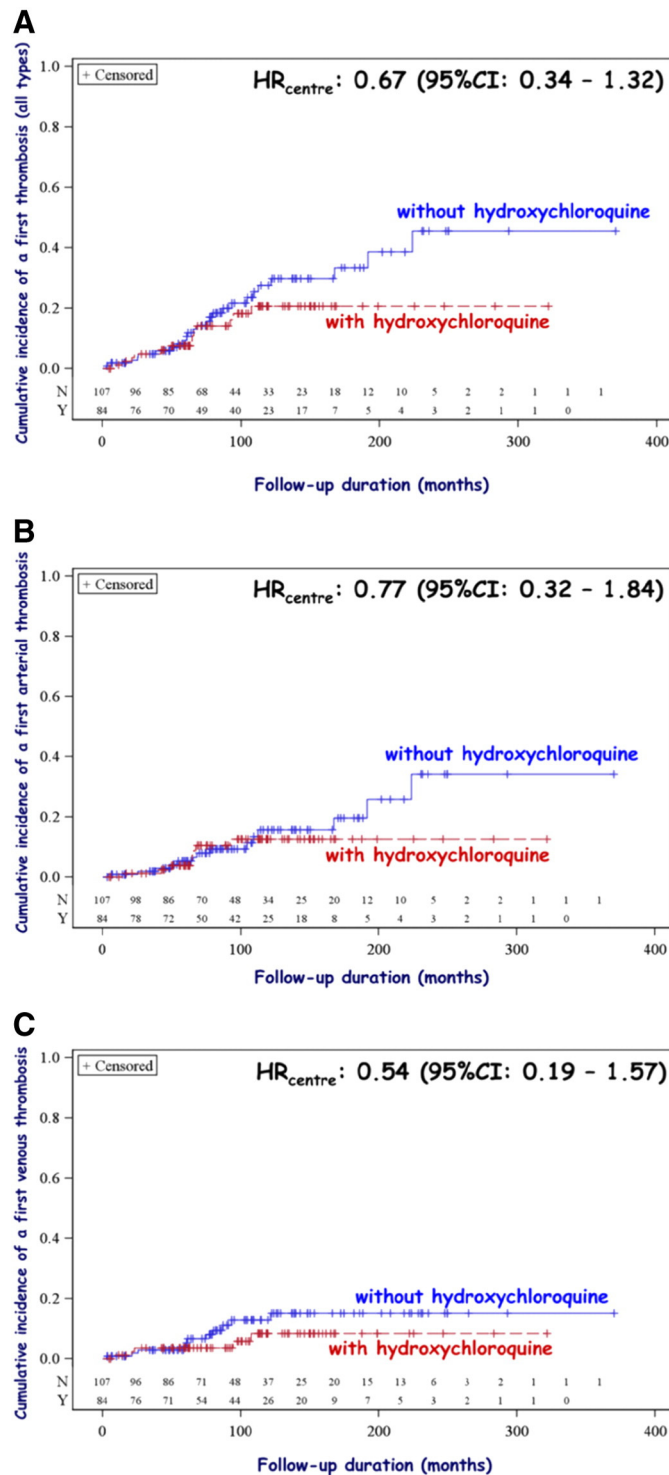 A
Cumulative incidence of a first thrombosis (all types)
+ Censored
HRcentre: 0.67 (95%CI: 0.34 - 1.32)
1.0
0.8
0.6
0.4
0.2
0.0
without hydroxychloroquine
with hydroxychloroquine
N 107 96 85 68 44 33 23 18 12 10 5 2 2 1 1 1
Y 84 76 70 49 40 23 17 7 5 4 3 2 1 1 0
0 100 200 300 400
Follow-up duration (months)
B
Cumulative incidence of a first arterial thrombosis
+ Censored
HRcentre: 0.77 (95%CI: 0.32 - 1.84)
1.0
0.8
0.6
0.4
0.2
0.0
without hydroxychloroquine
with hydroxychloroquine
N 107 98 86 70 48 34 25 20 12 10 5 2 2 1 1 1
Y 84 78 72 50 42 25 18 8 5 4 3 2 1 1 0
0 100 200 300 400
Follow-up duration (months)
C
Cumulative incidence of a first venous thrombosis
+ Censored
HRcentre: 0.54 (95%CI: 0.19 - 1.57)
1.0
0.8
0.6
0.4
0.2
0.0
without hydroxychloroquine
with hydroxychloroquine
N 107 96 86 71 48 37 25 20 15 13 6 3 2 1 1 1
Y 84 76 71 54 44 26 20 9 7 5 3 2 1 1 0
0 100 200 300 400
Follow-up duration (months)